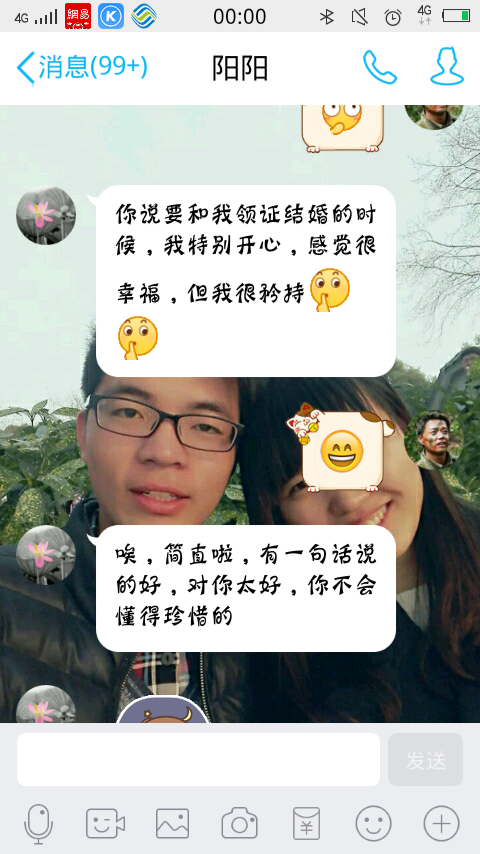 4G 網易 K 00:00 4G
消息(99+) 阳阳
你说要和我领证结婚的时
候，我特别开心，感觉很
幸福，但我很矜持
唉，简直啦，有一句话说
的好，对你太好，你不会
懂得珍惜的
发送
¥